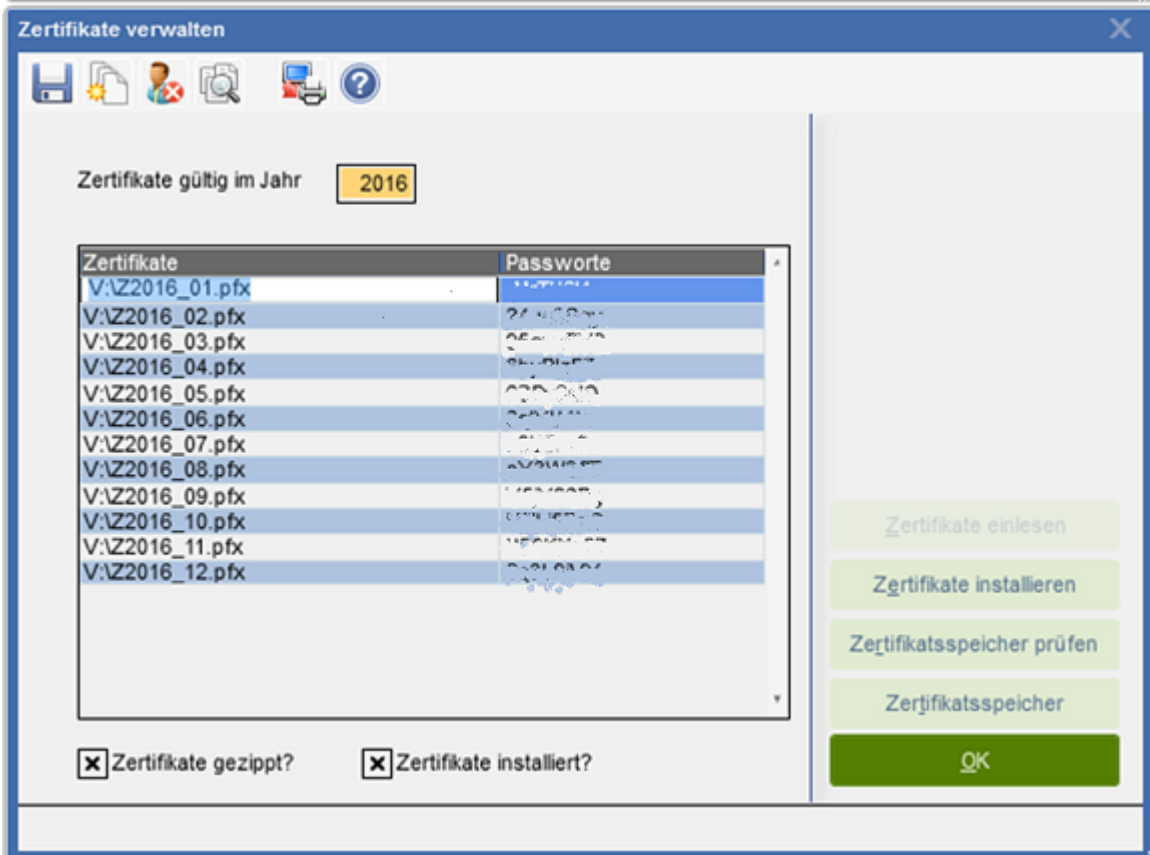 Zertifikate verwalten
Zertifikate gültig im Jahr 2016
Zertifikate Passworte
V:\Z2016_01.pfx
V:\Z2016_02.pfx
V:\Z2016_03.pfx
V:\Z2016_04.pfx
V:\Z2016_05.pfx
V:\Z2016_06.pfx
V:\Z2016_07.pfx
V:\Z2016_08.pfx
V:\Z2016_09.pfx
V:\Z2016_10.pfx
V:\Z2016_11.pfx
V:\Z2016_12.pfx
Zertifikate gezippt? Zertifikate installiert?
Zertifikate einlesen
Zertifikate installieren
Zertifikatsspeicher prüfen
Zertifikatsspeicher
OK